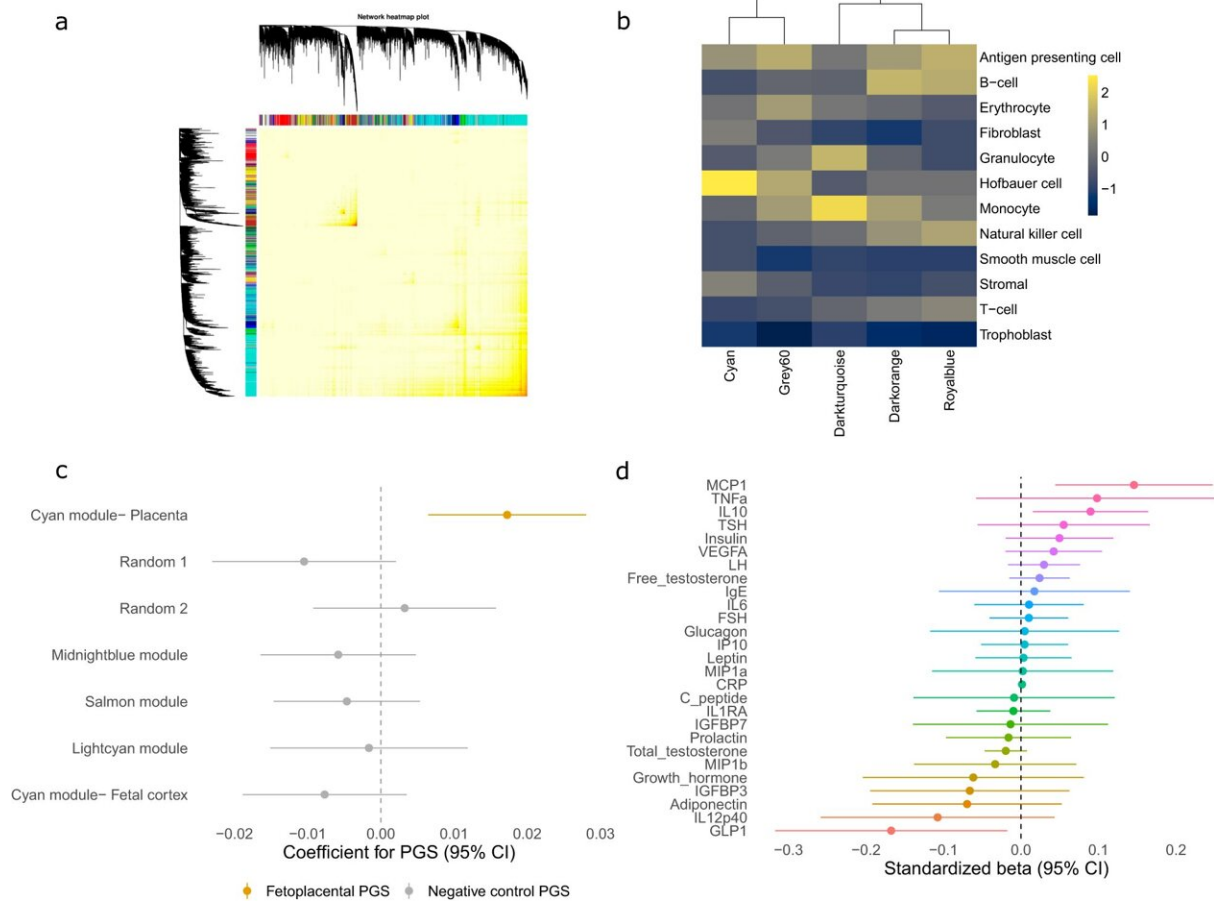 a
Network heatmap plot
b
Antigen presenting cell
B−cell
Erythrocyte
Fibroblast
Granulocyte
Hofbauer cell
Monocyte
Natural killer cell
Smooth muscle cell
Stromal
T−cell
Trophoblast
2
1
0
−1
Cyan
Grey60
Darkturquoise
Darkorange
Royalblue
c
Cyan module− Placenta
Random 1
Random 2
Midnightblue module
Salmon module
Lightcyan module
Cyan module− Fetal cortex
−0.02 −0.01 0.00 0.01 0.02 0.03
Coefficient for PGS (95% CI)
Fetoplacental PGS Negative control PGS
d
MCP1
TNFa
IL10
TSH
Insulin
VEGFA
LH
Free_testosterone
IgE
IL6
FSH
Glucagon
IP10
Leptin
MIP1a
CRP
C_peptide
IL1RA
IGFBP7
Prolactin
Total_testosterone
MIP1b
Growth_hormone
IGFBP3
Adiponectin
IL12p40
GLP1
−0.3 −0.2 −0.1 0.0 0.1 0.2
Standardized beta (95% CI)